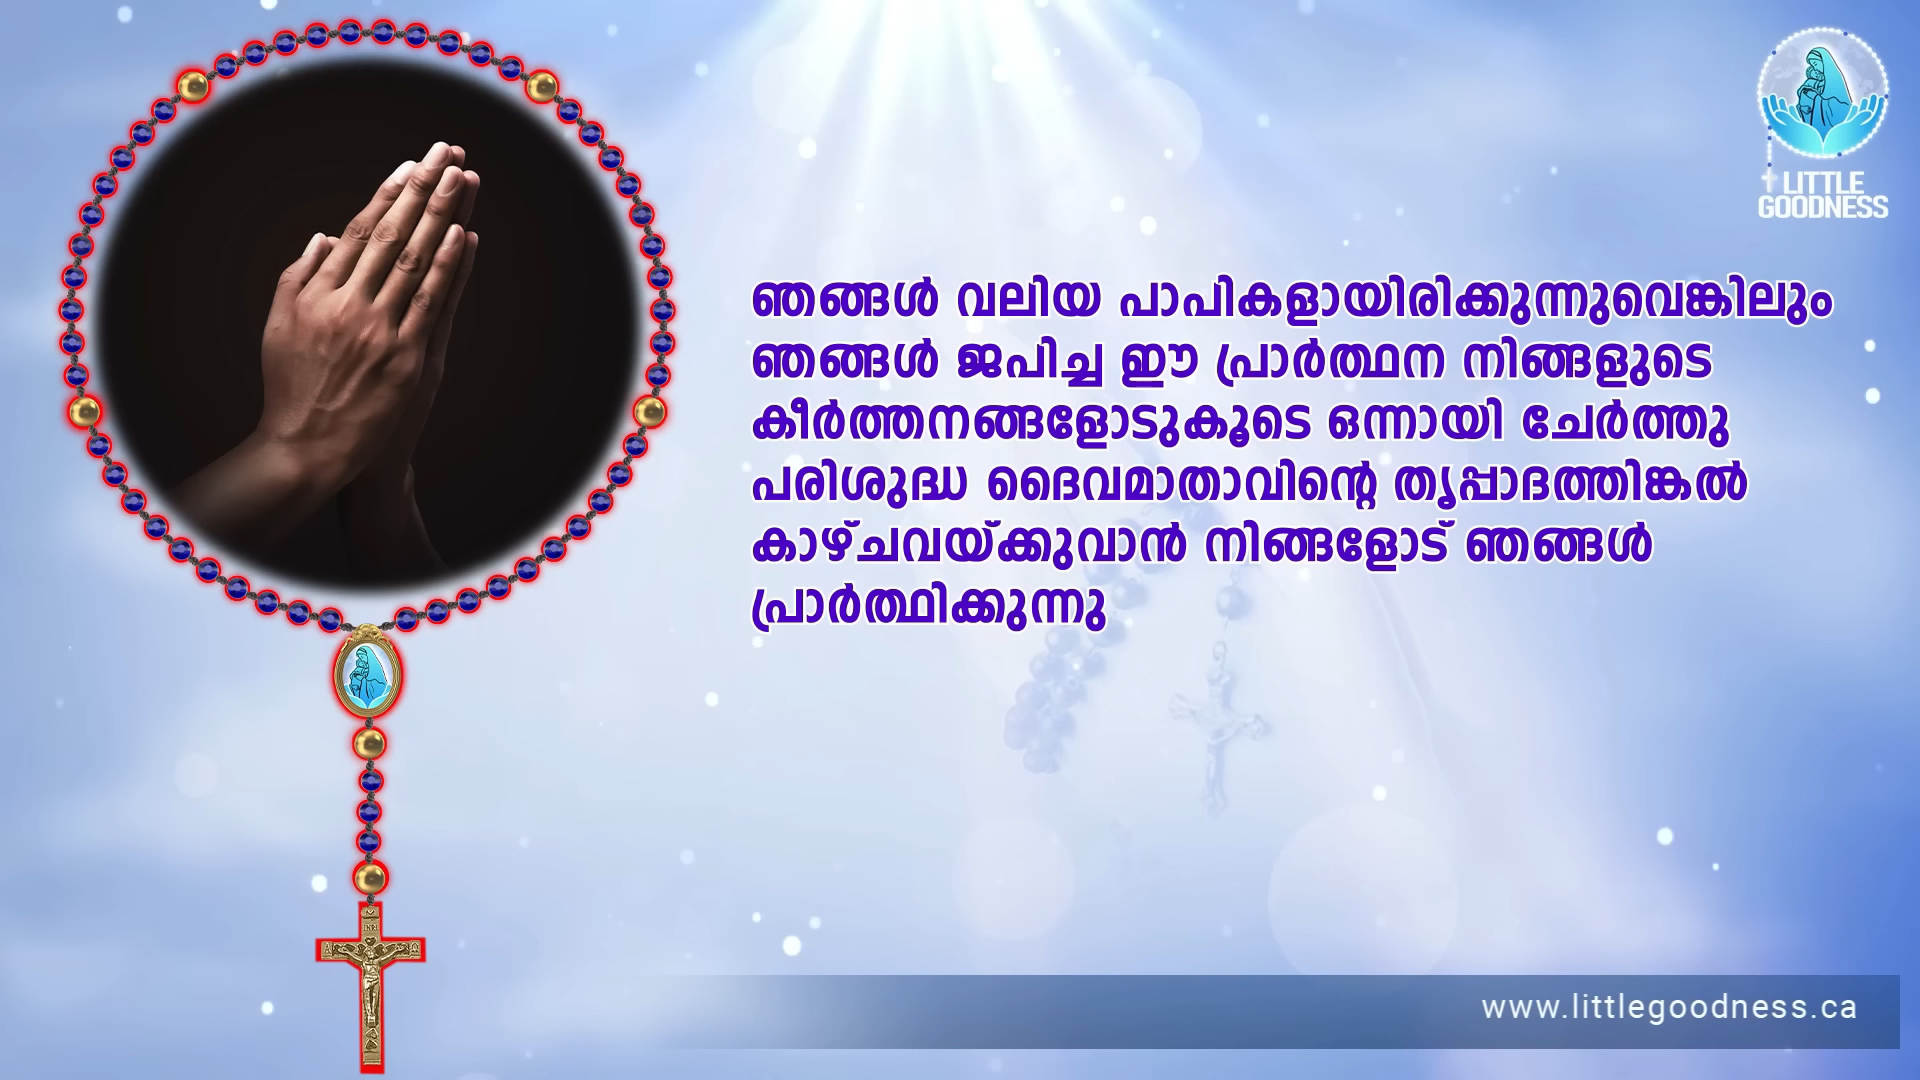 LITTLE
GOODNESS
ഞങ്ങൾ വലിയ പാപികളായിരിക്കുന്നുവെങ്കിലും
ഞങ്ങൾ ജപിച്ച ഈ പ്രാർത്ഥന നിങ്ങളുടെ
കീർത്തനങ്ങളോടുകൂടെ ഒന്നായി ചേർത്തു
പരിശുദ്ധ ദൈവമാതാവിന്റെ തൃപ്പാദത്തിങ്കൽ
കാഴ്ചവയ്ക്കുവാൻ നിങ്ങളോട് ഞങ്ങൾ
പ്രാർത്ഥിക്കുന്നു
INRI
www.littlegoodness.ca